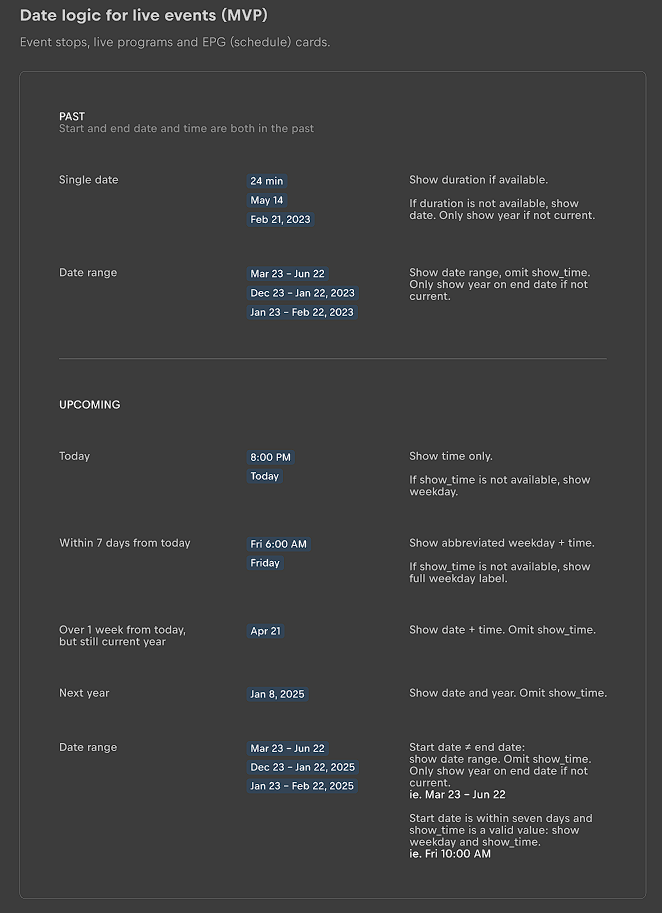 Date logic for live events (MVP)
Event stops, live programs and EPG (schedule) cards.
PAST
Start and end date and time are both in the past
Single date
24 min
May 14
Feb 21, 2023
Show duration if available.
If duration is not available, show
date. Only show year if not current.
Date range
Mar 23 – Jun 22
Dec 23 – Jan 22, 2023
Jan 23 – Feb 22, 2023
Show date range, omit show_time.
Only show year on end date if not
current.
UPCOMING
Today
8:00 PM
Today
Show time only.
If show_time is not available, show
weekday.
Within 7 days from today
Fri 6:00 AM
Friday
Show abbreviated weekday + time.
If show_time is not available, show
full weekday label.
Over 1 week from today,
but still current year
Apr 21
Show date + time. Omit show_time.
Next year
Jan 8, 2025
Show date and year. Omit show_time.
Date range
Mar 23 – Jun 22
Dec 23 – Jan 22, 2025
Jan 23 – Feb 22, 2025
Start date ≠ end date:
show date range. Omit show_time.
Only show year on end date if not
current.
ie. Mar 23 – Jun 22
Start date is within seven days and
show_time is a valid value: show
weekday and show_time.
ie. Fri 10:00 AM